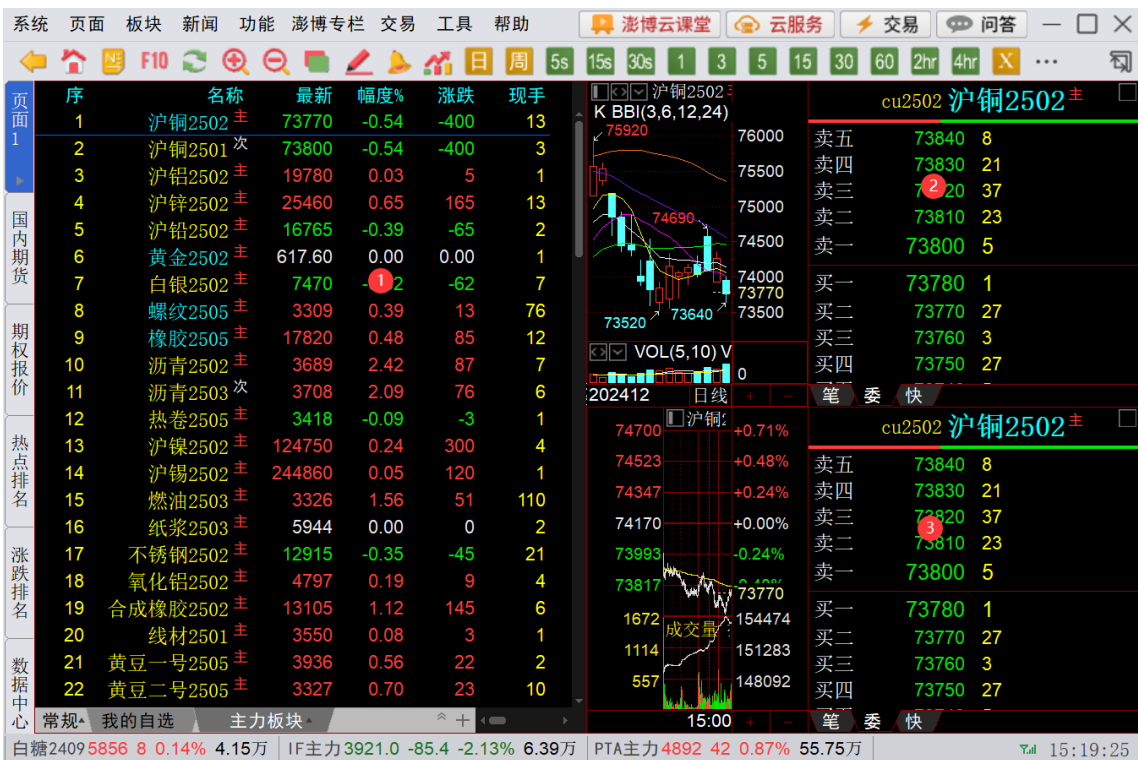 系统 页面 板块 新闻 功能 澎博专栏 交易 工具 帮助 澎博云课堂 云服务 交易 问答
F10 日 周 5s 15s 30s 1 3 5 15 30 60 2hr 4hr X
页面1
国内期货
期权报价
热点排名
涨跌排名
数据中心
序 名称 最新 幅度% 涨跌 现手
1 沪铜2502主 73770 -0.54 -400 13
2 沪铜2501次 73800 -0.54 -400 3
3 沪铝2502主 19780 0.03 5 1
4 沪锌2502主 25460 0.65 165 13
5 沪铅2502主 16765 -0.39 -65 2
6 黄金2502主 617.60 0.00 0.00 1
7 白银2502主 7470 1 -62 7
8 螺纹2505主 3309 0.39 13 76
9 橡胶2505主 17820 0.48 85 12
10 沥青2502主 3689 2.42 87 7
11 沥青2503次 3708 2.09 76 6
12 热卷2505主 3418 -0.09 -3 1
13 沪镍2502主 124750 0.24 300 4
14 沪锡2502主 244860 0.05 120 1
15 燃油2503主 3326 1.56 51 110
16 纸浆2503主 5944 0.00 0 2
17 不锈钢2502主 12915 -0.35 -45 21
18 氧化铝2502主 4797 0.19 9 4
19 合成橡胶2502主 13105 1.12 145 6
20 线材2501主 3550 0.08 3 1
21 黄豆一号2505主 3936 0.56 22 2
22 黄豆二号2505主 3327 0.70 23 10
常规 我的自选 主力板块
沪铜2502
K BBI(3,6,12,24)
75920
76000
75500
75000
74690
74500
74000
73770
73640
73520
73500
VOL(5,10) V
0
202412 日线 + -
cu2502 沪铜2502主
卖五 73840 8
卖四 73830 21
卖三 2 37
卖二 73810 23
卖一 73800 5
买一 73780 1
买二 73770 27
买三 73760 3
买四 73750 27
笔 委 快
沪铜
74700 +0.71%
74523 +0.48%
74347 +0.24%
74170 +0.00%
73993 -0.24%
73817
73770
1672 成交量 154474
1114 151283
557 148092
15:00 + -
cu2502 沪铜2502主
卖五 73840 8
卖四 73830 21
卖三 73820 37
3
卖二 73810 23
卖一 73800 5
买一 73780 1
买二 73770 27
买三 73760 3
买四 73750 27
笔 委 快
白糖2409 5856 8 0.14% 4.15万 IF主力 3921.0 -85.4 -2.13% 6.39万 PTA主力 4892 42 0.87% 55.75万 15:19:25